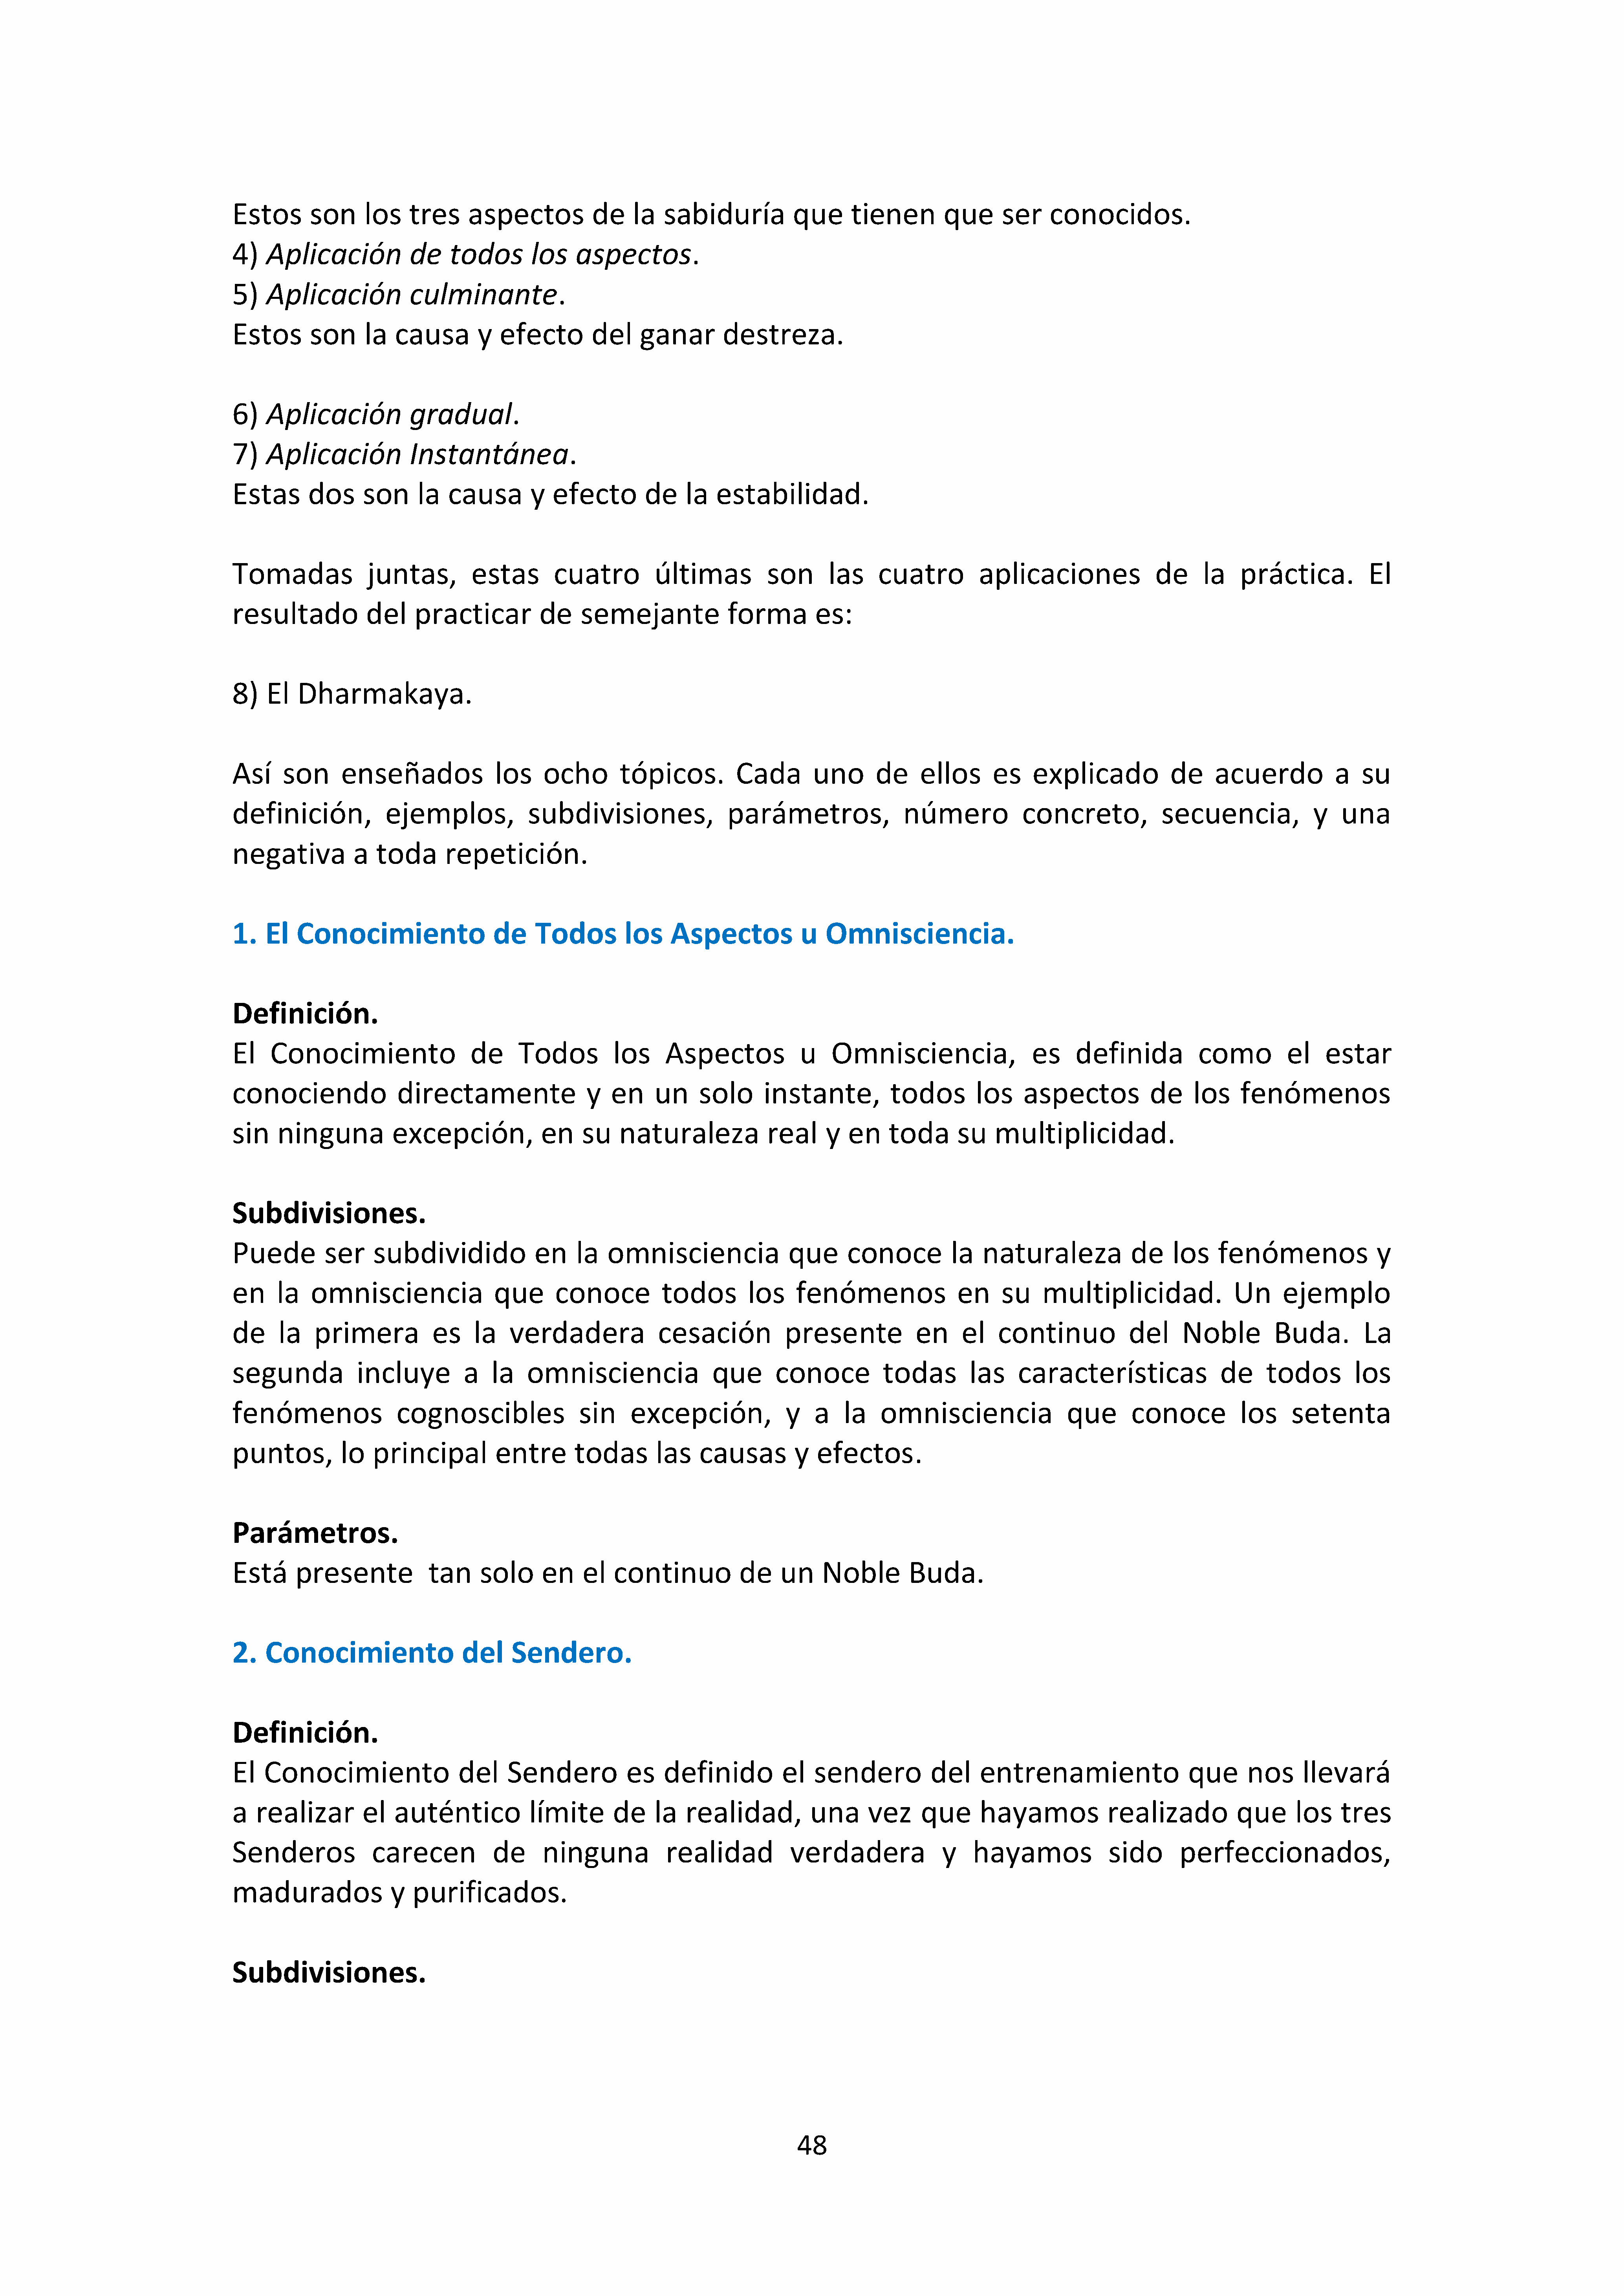 Estos son los tres aspectos de la sabiduría que tienen que ser conocidos.
4) Aplicación de todos los aspectos.
5) Aplicación culminante.
Estos son la causa y efecto del ganar destreza.
6) Aplicación gradual.
7) Aplicación Instantánea.
Estas dos son la causa y efecto de la estabilidad.
Tomadas juntas, estas cuatro últimas son las cuatro aplicaciones de la práctica. El
resultado del practicar de semejante forma es:
8) El Dharmakaya.
Así son enseñados los ocho tópicos. Cada uno de ellos es explicado de acuerdo a su
definición, ejemplos, subdivisiones, parámetros, número concreto, secuencia, y una
negativa a toda repetición.
1. El Conocimiento de Todos los Aspectos u Omnisciencia.
Definición.
El Conocimiento de Todos los Aspectos u Omnisciencia, es definida como el estar
conociendo directamente y en un solo instante, todos los aspectos de los fenómenos
sin ninguna excepción, en su naturaleza real y en toda su multiplicidad.
Subdivisiones.
Puede ser subdividido en la omnisciencia que conoce la naturaleza de los fenómenos y
en la omnisciencia que conoce todos los fenómenos en su multiplicidad. Un ejemplo
de la primera es la verdadera cesación presente en el continuo del Noble Buda. La
segunda incluye a la omnisciencia que conoce todas las características de todos los
fenómenos cognoscibles sin excepción, y a la omnisciencia que conoce los setenta
puntos, lo principal entre todas las causas y efectos.
Parámetros.
Está presente  tan solo en el continuo de un Noble Buda.
2. Conocimiento del Sendero.
Definición.
El Conocimiento del Sendero es definido el sendero del entrenamiento que nos llevará
a realizar el auténtico límite de la realidad, una vez que hayamos realizado que los tres
Senderos carecen de ninguna realidad verdadera y hayamos sido perfeccionados,
madurados y purificados.
Subdivisiones.
48